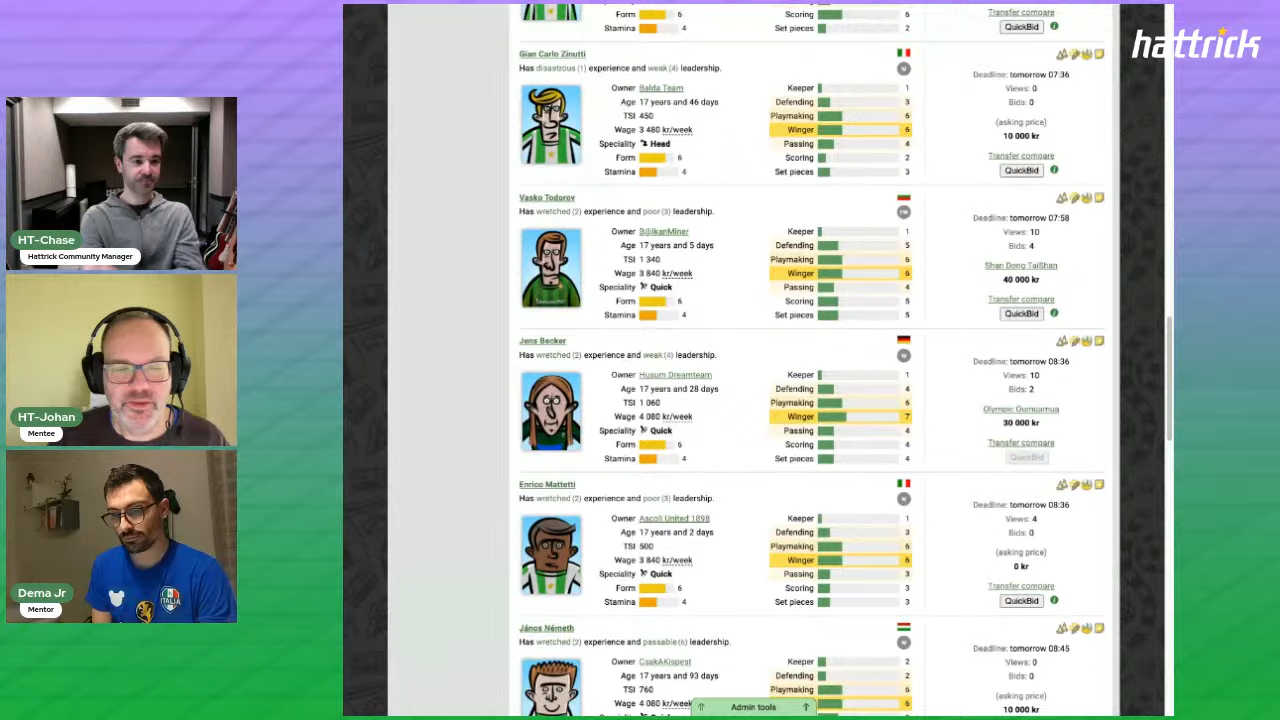 hattrick
HT-Chase
Hattrick Community Manager
HT-Johan
Mentee
Dema Jr
Mentor
ITALIA
Form 6
Stamina 4
Scoring 6
Set pieces 2
Transfer compare
QuickBid
Gian Carlo Zinutti
Has disastrous (1) experience and weak (4) leadership.
W
Owner Balda Team
Age 17 years and 46 days
TSI 450
Wage 3 480 kr/week
Speciality Head
Form 6
Stamina 4
Keeper 1
Defending 3
Playmaking 6
Winger 6
Passing 4
Scoring 2
Set pieces 3
Deadline: tomorrow 07:36
Views: 0
Bids: 0
(asking price)
10 000 kr
Transfer compare
QuickBid
Vasko Todorov
Has wretched (2) experience and poor (3) leadership.
Owner B@lkanMiner
Age 17 years and 5 days
TSI 1 340
Wage 3 840 kr/week
Speciality Quick
Form 6
Stamina 4
Keeper 1
Defending 5
Playmaking 6
Winger 6
Passing 4
Scoring 5
Set pieces 5
Deadline: tomorrow 07:58
Views: 10
Bids: 4
Shan Dong TaiShan
40 000 kr
Transfer compare
QuickBid
Jens Becker
Has wretched (2) experience and weak (4) leadership.
W
Owner Husum Dreamteam
Age 17 years and 28 days
TSI 1 060
Wage 4 080 kr/week
Speciality Quick
Form 6
Stamina 4
Keeper 1
Defending 4
Playmaking 6
Winger 7
Passing 4
Scoring 4
Set pieces 4
Deadline: tomorrow 08:36
Views: 10
Bids: 2
Olympic Oumuamua
30 000 kr
Transfer compare
QuickBid
Enrico Mattetti
Has wretched (2) experience and poor (3) leadership.
W
Owner Ascoli United 1898
Age 17 years and 2 days
TSI 500
Wage 3 840 kr/week
Speciality Quick
Form 6
Stamina 4
Keeper 1
Defending 3
Playmaking 6
Winger 6
Passing 3
Scoring 3
Set pieces 3
Deadline: tomorrow 08:36
Views: 4
Bids: 0
(asking price)
0 kr
Transfer compare
QuickBid
János Németh
Has wretched (2) experience and passable (6) leadership.
W
Owner CsakAKispest
Age 17 years and 93 days
TSI 760
Wage 4 080 kr/week
Keeper 2
Defending 2
Playmaking 6
6
Deadline: tomorrow 08:45
Views: 0
Bids: 0
(asking price)
10 000 kr
Admin tools